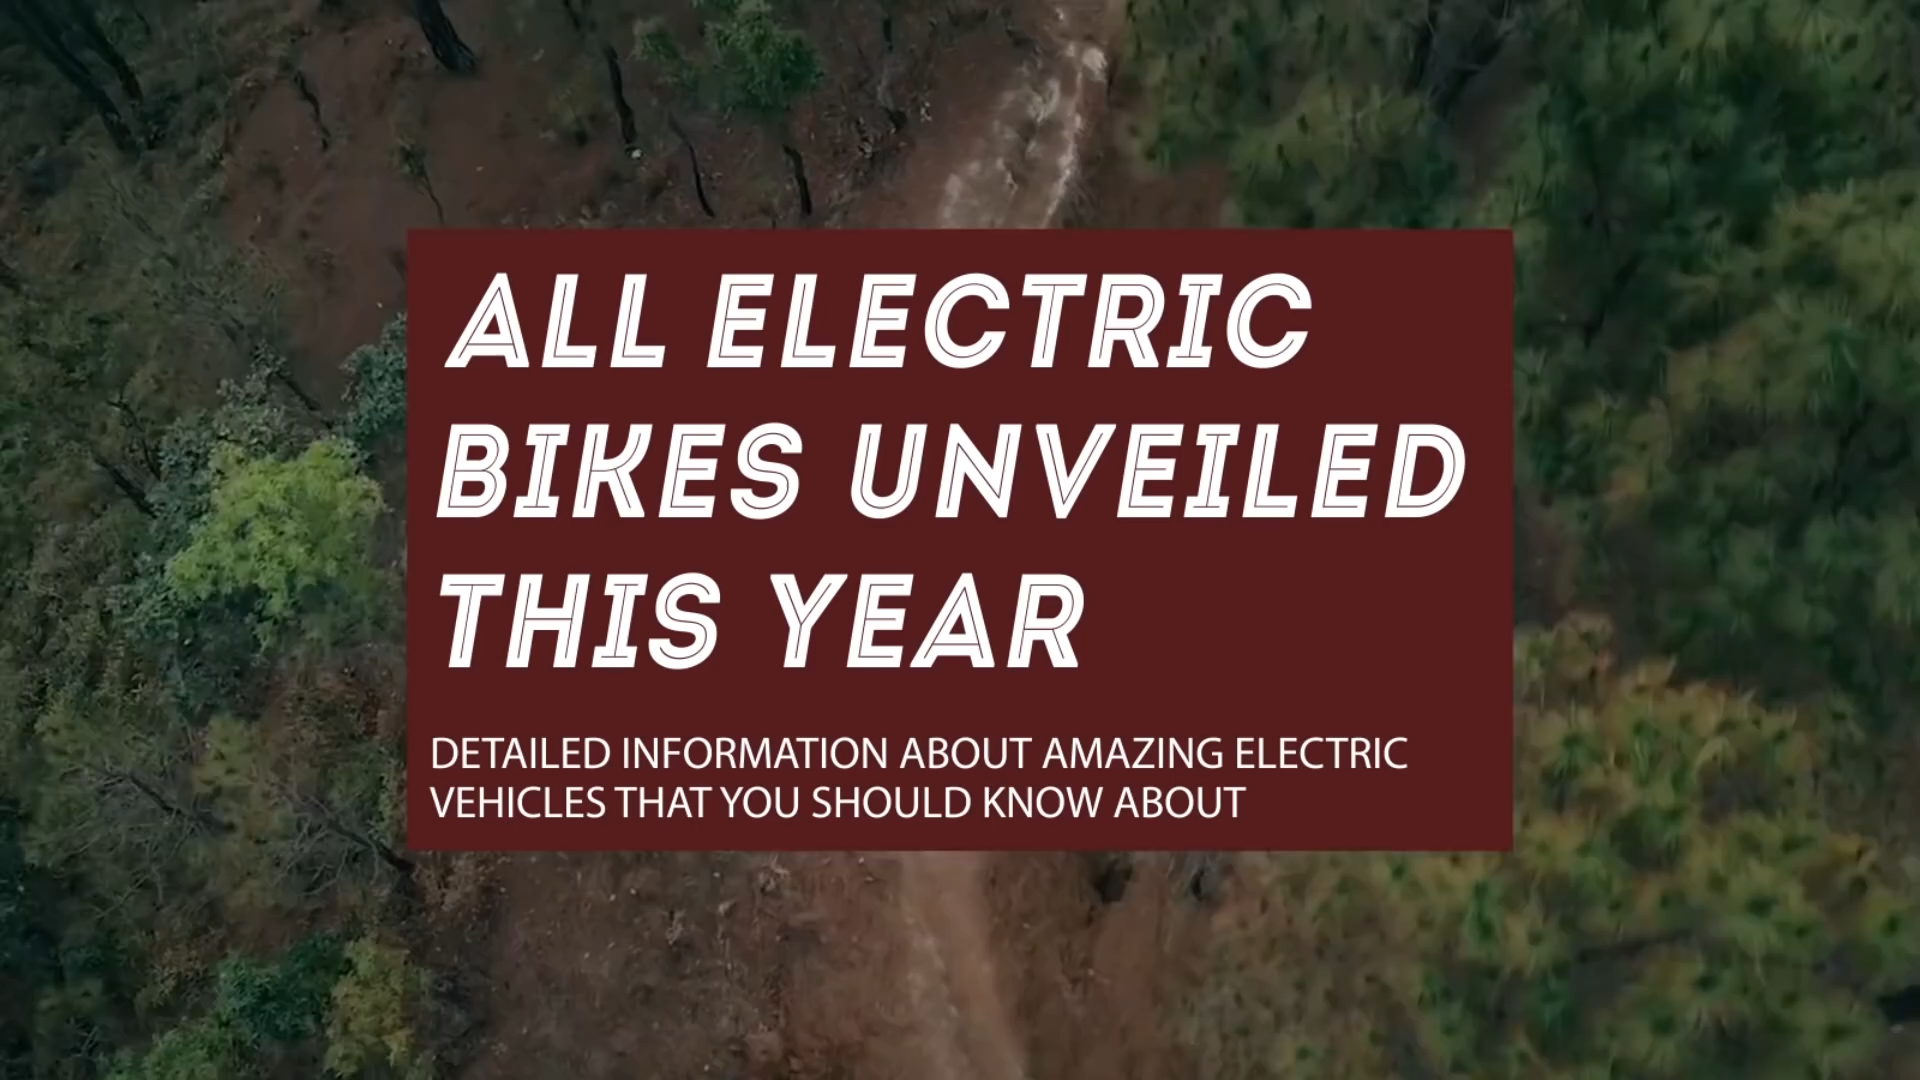 ALL ELECTRIC
BIKES UNVEILED
THIS YEAR
DETAILED INFORMATION ABOUT AMAZING ELECTRIC
VEHICLES THAT YOU SHOULD KNOW ABOUT